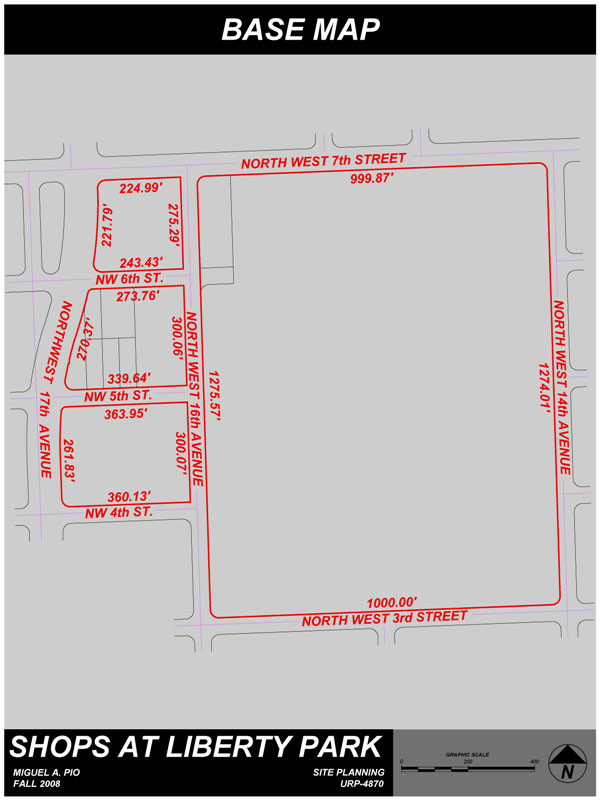 BASE MAP
NORTH WEST 7th STREET
999.87'
224.99'
221.79'
275.29'
243.43'
NW 6th ST.
273.76'
270.37'
300.06'
339.64'
NW 5th ST.
363.95'
261.83'
300.07'
360.13'
NW 4th ST.
NORTHWEST 17th AVENUE
NORTH WEST 16th AVENUE
1275.57'
1274.01'
NORTH WEST 14th AVENUE
1000.00'
NORTH WEST 3rd STREET
SHOPS AT LIBERTY PARK
MIGUEL A. PIO
FALL 2008
SITE PLANNING
URP-4870
GRAPHIC SCALE
0 200 400
N